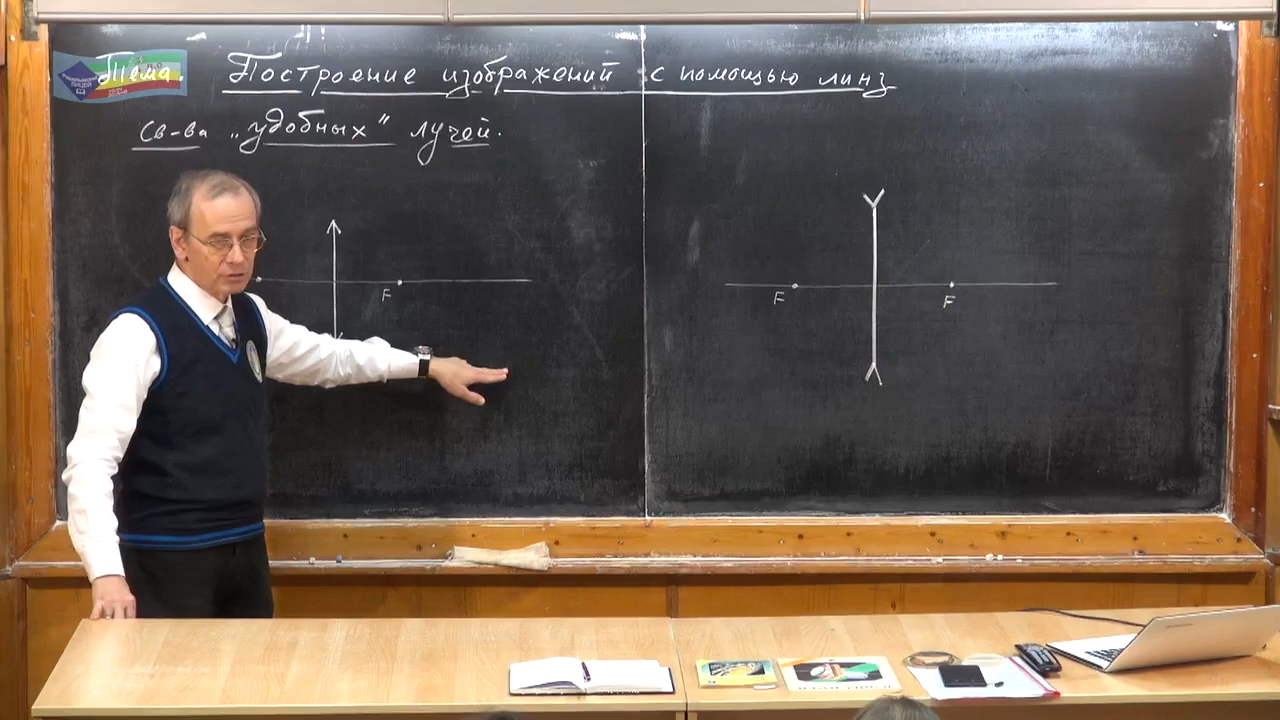 Тема. Построение изображений с помощью линз
Св-ва „удобных" лучей.
F
F
F